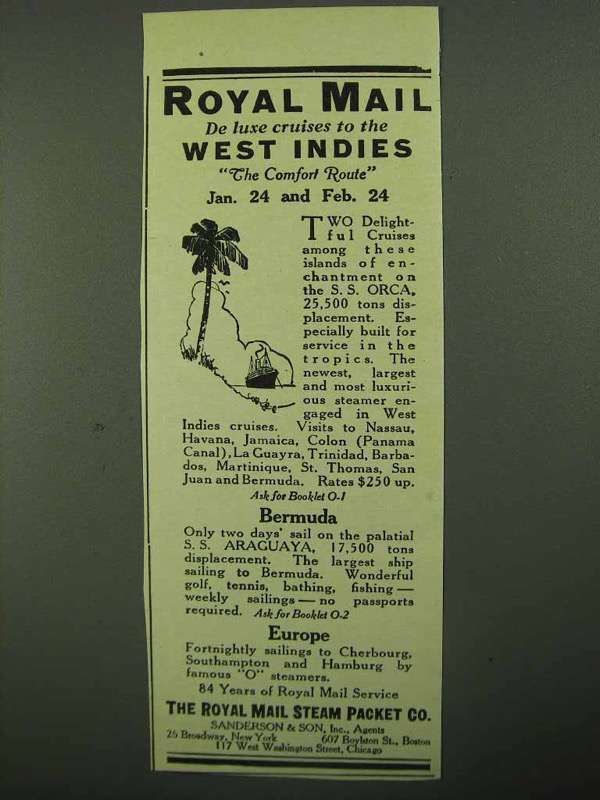 ROYAL MAIL
De luxe cruises to the
WEST INDIES
"The Comfort Route"
Jan. 24 and Feb. 24
TWO Delight-
ful Cruises
among these
islands of en-
chantment on
the S. S. ORCA,
25,500 tons dis-
placement. Es-
pecially built for
service in the
tropics. The
newest, largest
and most luxuri-
ous steamer en-
gaged in West
Indies cruises. Visits to Nassau,
Havana, Jamaica, Colon (Panama
Canal), La Guayra, Trinidad, Barba-
dos, Martinique, St. Thomas, San
Juan and Bermuda. Rates $250 up.
Ask for Booklet O-1
Bermuda
Only two days' sail on the palatial
S. S. ARAGUAYA, 17,500 tons
displacement. The largest ship
sailing to Bermuda. Wonderful
golf, tennis, bathing, fishing—
weekly sailings—no passports
required. Ask for Booklet O-2
Europe
Fortnightly sailings to Cherbourg,
Southampton and Hamburg by
famous "O" steamers.
84 Years of Royal Mail Service
THE ROYAL MAIL STEAM PACKET CO.
SANDERSON & SON, Inc., Agents
26 Broadway, New York 607 Boylston St., Boston
117 West Washington Street, Chicago